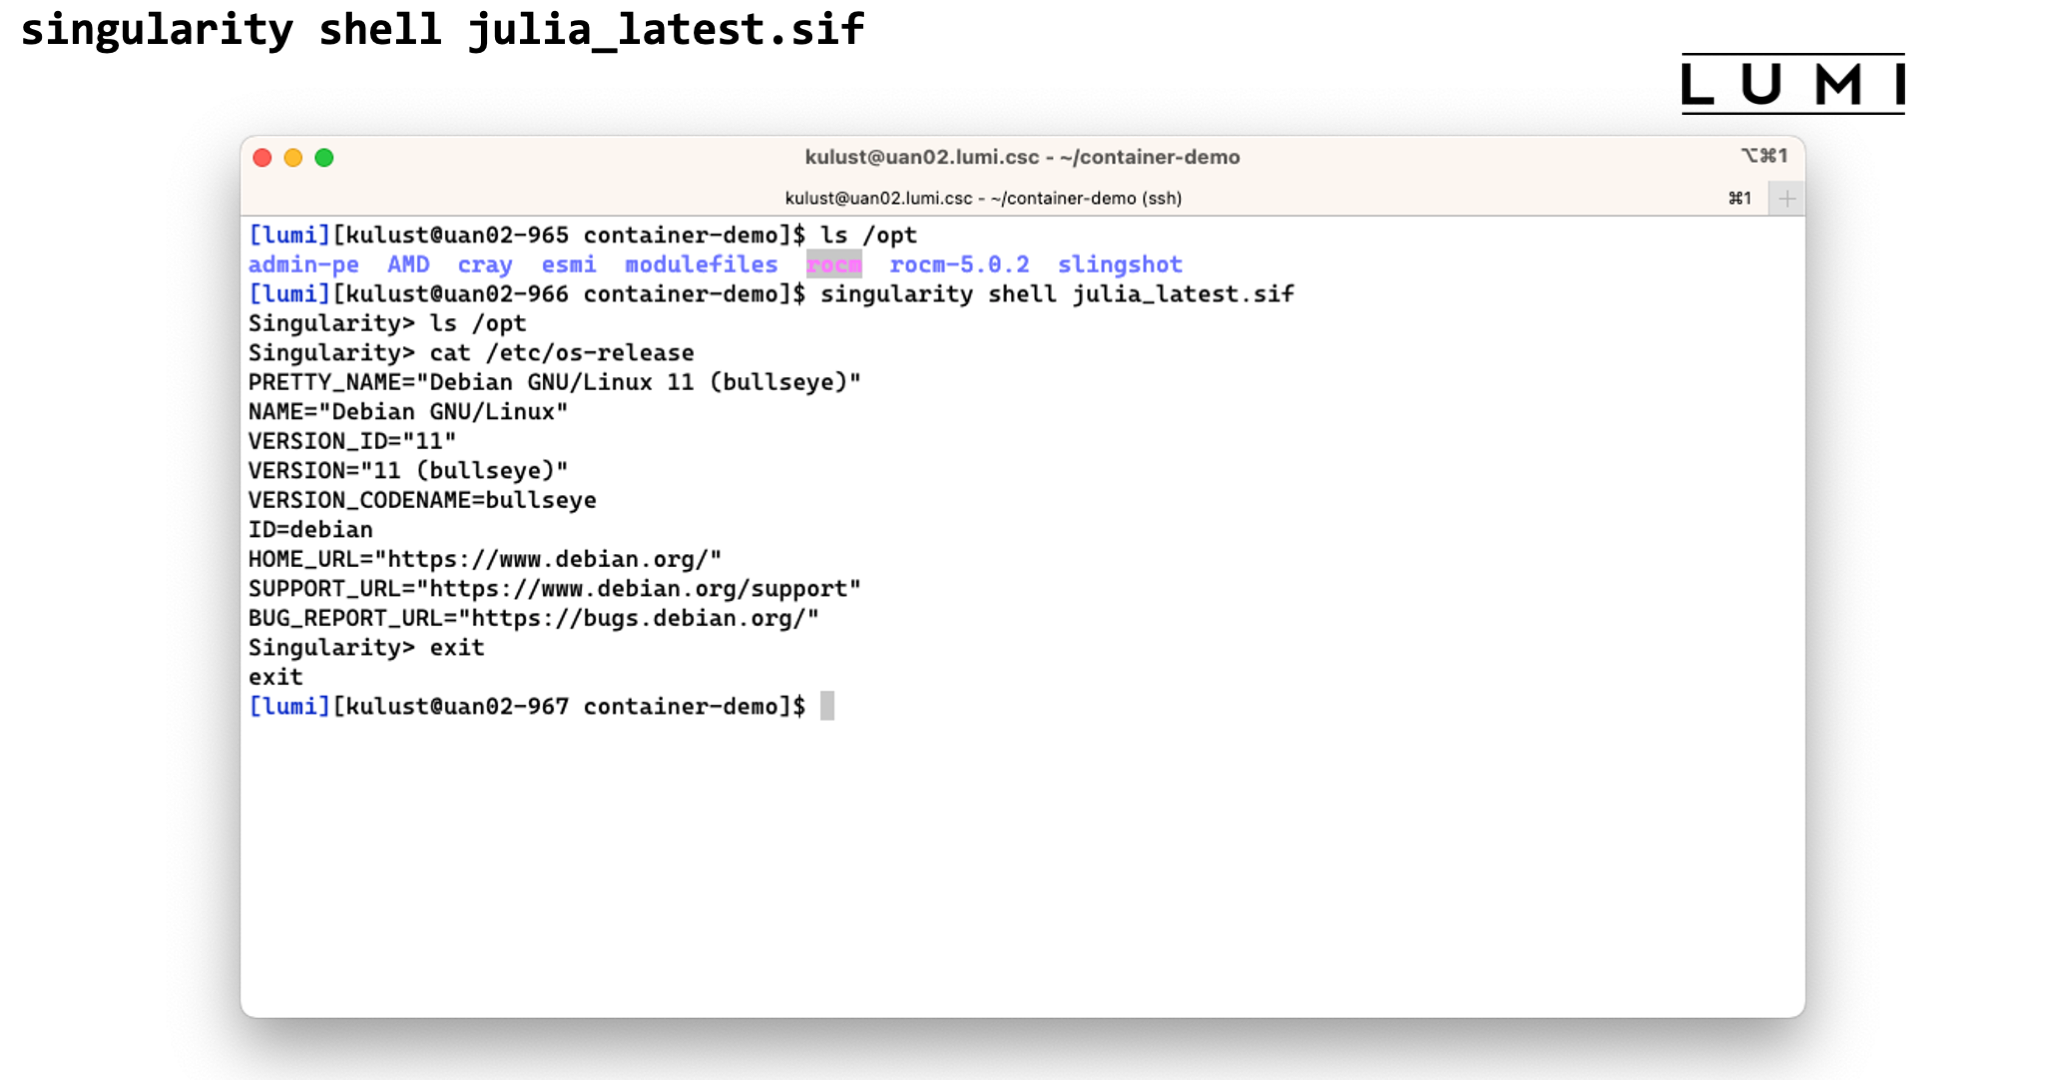 singularity shell julia_latest.sif
LUMI
kulust@uan02.lumi.csc - ~/container-demo
⌥⌘1
kulust@uan02.lumi.csc - ~/container-demo (ssh)
⌘1
[lumi][kulust@uan02-965 container-demo]$ ls /opt
admin-pe  AMD  cray  esmi  modulefiles  rocm  rocm-5.0.2  slingshot
[lumi][kulust@uan02-966 container-demo]$ singularity shell julia_latest.sif
Singularity> ls /opt
Singularity> cat /etc/os-release
PRETTY_NAME="Debian GNU/Linux 11 (bullseye)"
NAME="Debian GNU/Linux"
VERSION_ID="11"
VERSION="11 (bullseye)"
VERSION_CODENAME=bullseye
ID=debian
HOME_URL="https://www.debian.org/"
SUPPORT_URL="https://www.debian.org/support"
BUG_REPORT_URL="https://bugs.debian.org/"
Singularity> exit
exit
[lumi][kulust@uan02-967 container-demo]$